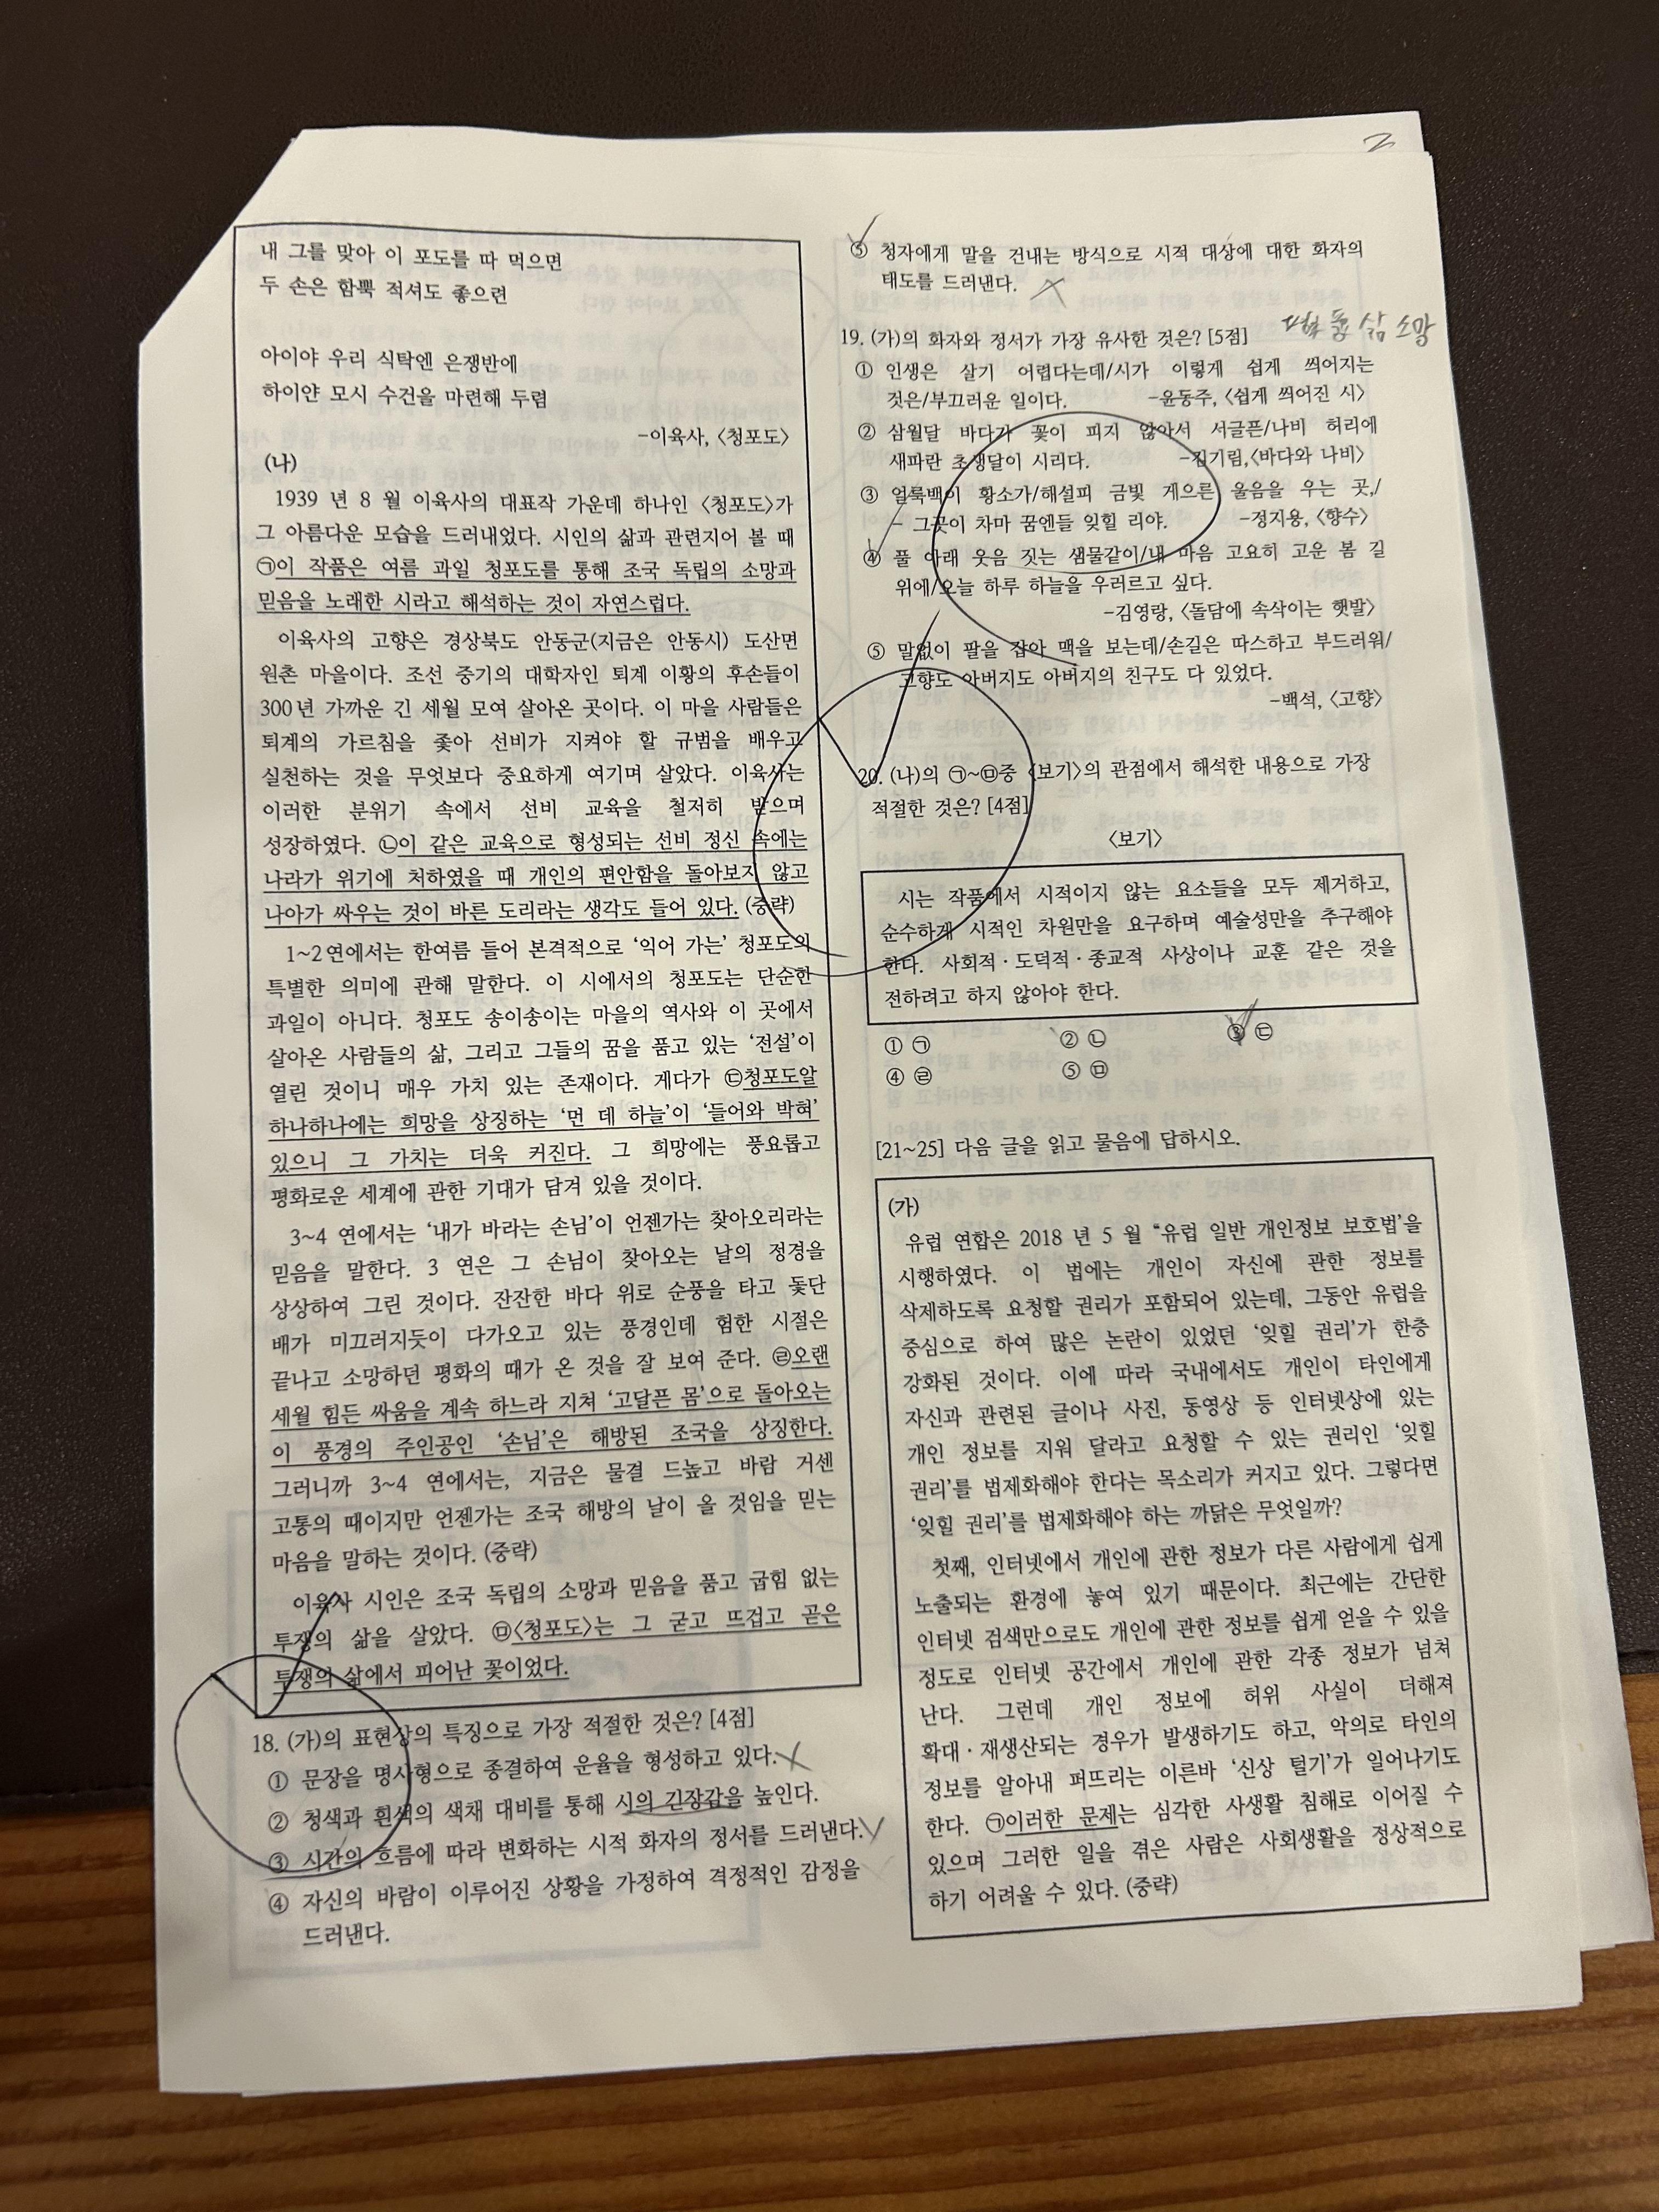 내 그를 맞아 이 포도를 따 먹으면
두 손은 함뿍 적셔도 좋으련
아이야 우리 식탁엔 은쟁반에
하이얀 모시 수건을 마련해 두렴
-이육사, 〈청포도〉
(나)
1939 년 8 월 이육사의 대표작 가운데 하나인 〈청포도〉가
그 아름다운 모습을 드러내었다. 시인의 삶과 관련지어 볼 때
㉠이 작품은 여름 과일 청포도를 통해 조국 독립의 소망과
믿음을 노래한 시라고 해석하는 것이 자연스럽다.
이육사의 고향은 경상북도 안동군(지금은 안동시) 도산면
원촌 마을이다. 조선 중기의 대학자인 퇴계 이황의 후손들이
300년 가까운 긴 세월 모여 살아온 곳이다. 이 마을 사람들은
퇴계의 가르침을 좇아 선비가 지켜야 할 규범을 배우고
실천하는 것을 무엇보다 중요하게 여기며 살았다. 이육사는
이러한 분위기 속에서 선비 교육을 철저히 받으며
성장하였다. ㉡이 같은 교육으로 형성되는 선비 정신 속에는
나라가 위기에 처하였을 때 개인의 편안함을 돌아보지 않고
나아가 싸우는 것이 바른 도리라는 생각도 들어 있다. (중략)
1~2연에서는 한여름 들어 본격적으로 '익어 가는' 청포도의
특별한 의미에 관해 말한다. 이 시에서의 청포도는 단순한
과일이 아니다. 청포도 송이송이는 마을의 역사와 이 곳에서
살아온 사람들의 삶, 그리고 그들의 꿈을 품고 있는 '전설'이
열린 것이니 매우 가치 있는 존재이다. 게다가 ㉢청포도알
하나하나에는 희망을 상징하는 '먼 데 하늘'이 '들어와 박혀'
있으니 그 가치는 더욱 커진다. 그 희망에는 풍요롭고
평화로운 세계에 관한 기대가 담겨 있을 것이다.
3~4 연에서는 '내가 바라는 손님'이 언젠가는 찾아오리라는
믿음을 말한다. 3 연은 그 손님이 찾아오는 날의 정경을
상상하여 그린 것이다. 잔잔한 바다 위로 순풍을 타고 돛단
배가 미끄러지듯이 다가오고 있는 풍경인데 험한 시절은
끝나고 소망하던 평화의 때가 온 것을 잘 보여 준다. ㉣오랜
세월 힘든 싸움을 계속 하느라 지쳐 '고달픈 몸'으로 돌아오는
이 풍경의 주인공인 '손님'은 해방된 조국을 상징한다.
그러니까 3~4 연에서는, 지금은 물결 드높고 바람 거센
고통의 때이지만 언젠가는 조국 해방의 날이 올 것임을 믿는
마음을 말하는 것이다. (중략)
이육사 시인은 조국 독립의 소망과 믿음을 품고 굽힘 없는
투쟁의 삶을 살았다. ㉤〈청포도〉는 그 굳고 뜨겁고 곧은
투쟁의 삶에서 피어난 꽃이었다.
18. (가)의 표현상의 특징으로 가장 적절한 것은? [4점]
① 문장을 명사형으로 종결하여 운율을 형성하고 있다.
② 청색과 흰색의 색채 대비를 통해 시의 긴장감을 높인다.
③ 시간의 흐름에 따라 변화하는 시적 화자의 정서를 드러낸다.
④ 자신의 바람이 이루어진 상황을 가정하여 격정적인 감정을
드러낸다.
⑤ 청자에게 말을 건내는 방식으로 시적 대상에 대한 화자의
태도를 드러낸다.
삶 소망
19. (가)의 화자와 정서가 가장 유사한 것은? [5점]
① 인생은 살기 어렵다는데/시가 이렇게 쉽게 씌어지는
것은/부끄러운 일이다. -윤동주, 〈쉽게 씌어진 시〉
② 삼월달 바다가 꽃이 피지 않아서 서글픈/나비 허리에
새파란 초생달이 시리다. -김기림,〈바다와 나비〉
③ 얼룩백이 황소가/해설피 금빛 게으른 울음을 우는 곳,/
- 그곳이 차마 꿈엔들 잊힐 리야. -정지용, 〈향수〉
④ 풀 아래 웃음 짓는 샘물같이/내 마음 고요히 고운 봄 길
위에/오늘 하루 하늘을 우러르고 싶다.
-김영랑, 〈돌담에 속삭이는 햇발〉
⑤ 말없이 팔을 잡아 맥을 보는데/손길은 따스하고 부드러워/
고향도 아버지도 아버지의 친구도 다 있었다.
-백석, 〈고향〉
20. (나)의 ㉠~㉤중 〈보기〉의 관점에서 해석한 내용으로 가장
적절한 것은? [4점]
〈보기〉
시는 작품에서 시적이지 않는 요소들을 모두 제거하고,
순수하게 시적인 차원만을 요구하며 예술성만을 추구해야
한다. 사회적·도덕적·종교적 사상이나 교훈 같은 것을
전하려고 하지 않아야 한다.
① ㉠ ② ㉡ ③ ㉢
④ ㉣ ⑤ ㉤
[21~25] 다음 글을 읽고 물음에 답하시오.
(가)
유럽 연합은 2018 년 5 월 "유럽 일반 개인정보 보호법'을
시행하였다. 이 법에는 개인이 자신에 관한 정보를
삭제하도록 요청할 권리가 포함되어 있는데, 그동안 유럽을
중심으로 하여 많은 논란이 있었던 '잊힐 권리'가 한층
강화된 것이다. 이에 따라 국내에서도 개인이 타인에게
자신과 관련된 글이나 사진, 동영상 등 인터넷상에 있는
개인 정보를 지워 달라고 요청할 수 있는 권리인 '잊힐
권리'를 법제화해야 한다는 목소리가 커지고 있다. 그렇다면
'잊힐 권리'를 법제화해야 하는 까닭은 무엇일까?
첫째, 인터넷에서 개인에 관한 정보가 다른 사람에게 쉽게
노출되는 환경에 놓여 있기 때문이다. 최근에는 간단한
인터넷 검색만으로도 개인에 관한 정보를 쉽게 얻을 수 있을
정도로 인터넷 공간에서 개인에 관한 각종 정보가 넘쳐
난다. 그런데 개인 정보에 허위 사실이 더해져
확대·재생산되는 경우가 발생하기도 하고, 악의로 타인의
정보를 알아내 퍼뜨리는 이른바 '신상 털기'가 일어나기도
한다. ㉠이러한 문제는 심각한 사생활 침해로 이어질 수
있으며 그러한 일을 겪은 사람은 사회생활을 정상적으로
하기 어려울 수 있다. (중략)